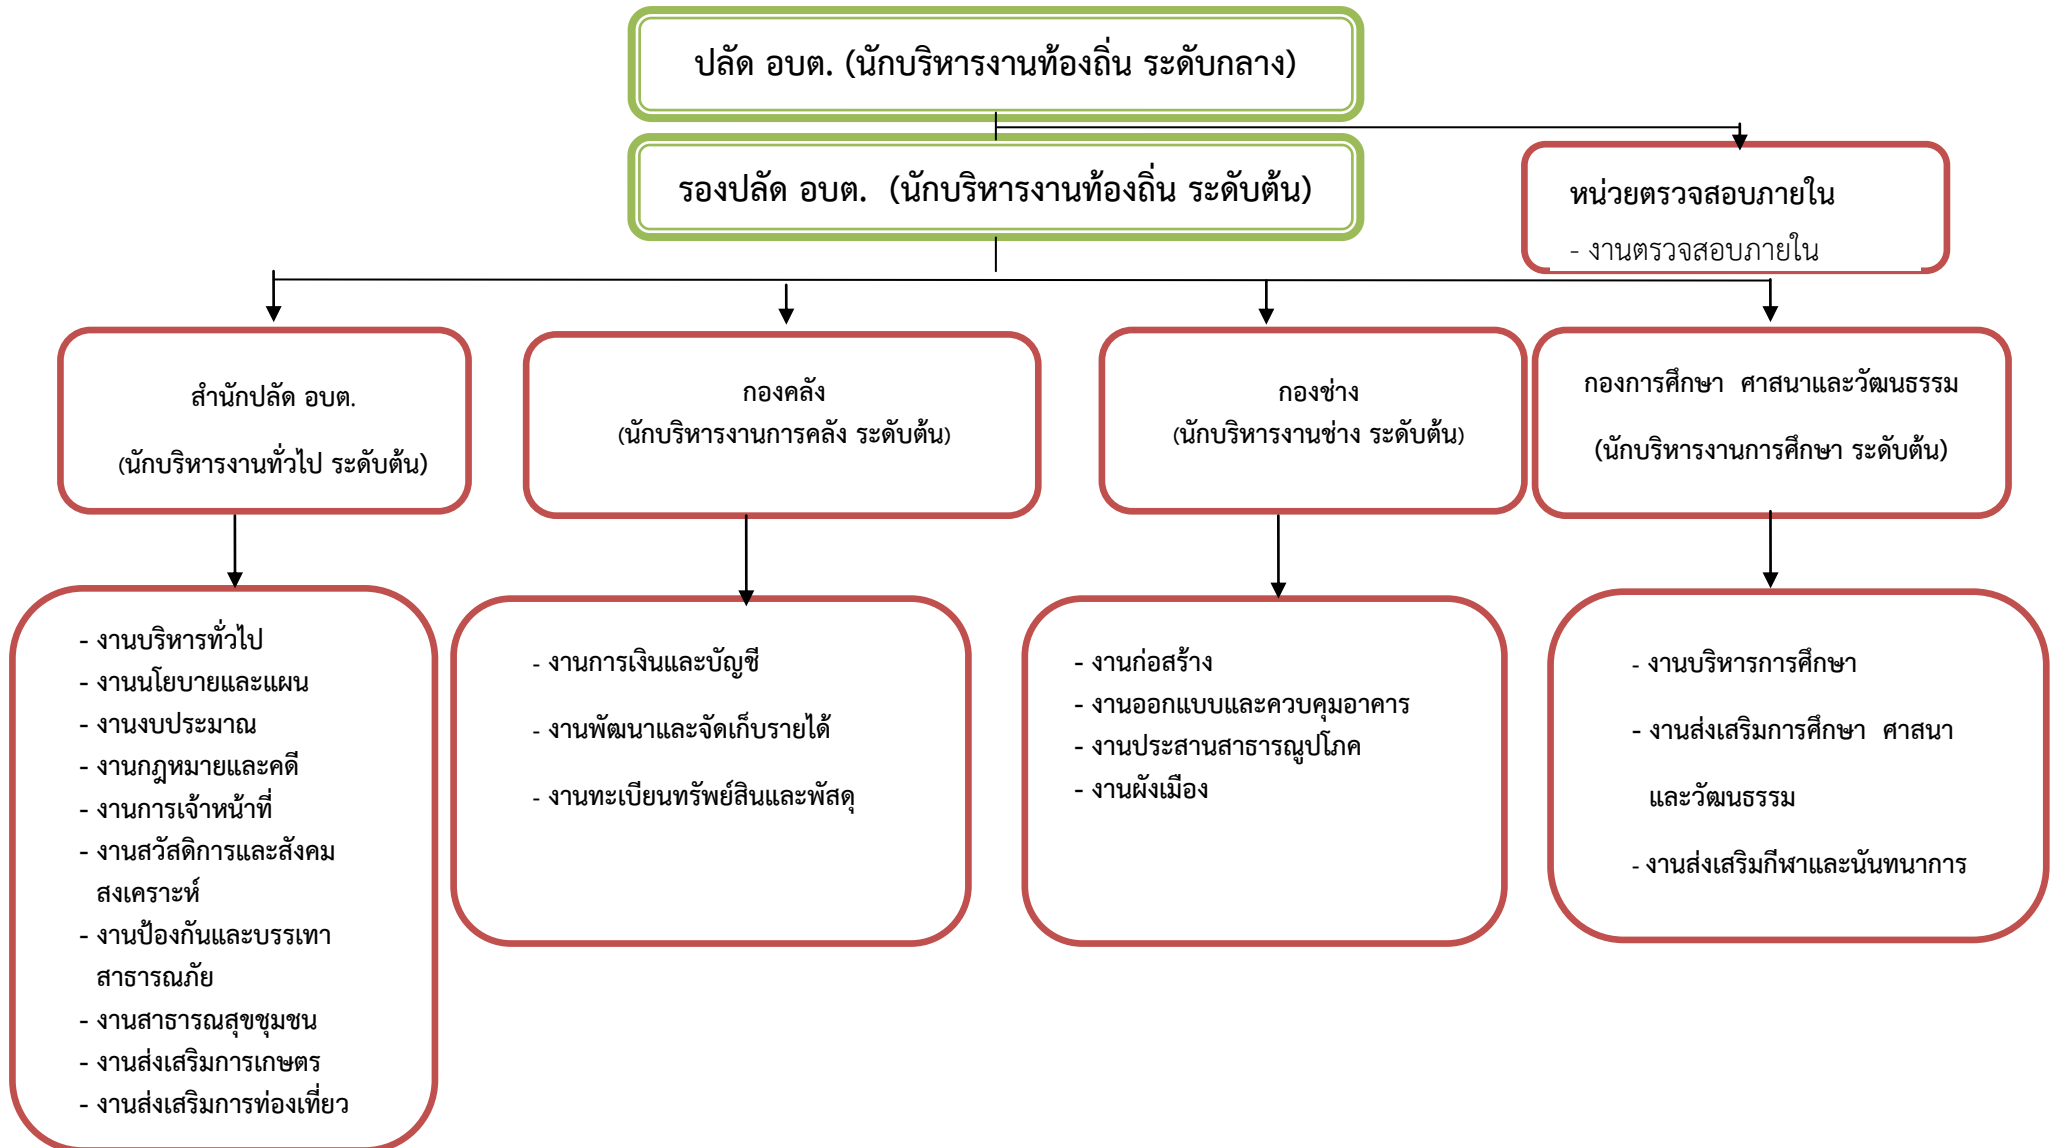 ปลัด อบต. (นักบริหารงานท้องถิ่น ระดับกลาง)
รองปลัด อบต. (นักบริหารงานท้องถิ่น ระดับต้น)
หน่วยตรวจสอบภายใน
- งานตรวจสอบภายใน
สำนักปลัด อบต.
(นักบริหารงานทั่วไป ระดับต้น)
กองคลัง
(นักบริหารงานการคลัง ระดับต้น)
กองช่าง
(นักบริหารงานช่าง ระดับต้น)
กองการศึกษา ศาสนาและวัฒนธรรม
(นักบริหารงานการศึกษา ระดับต้น)
- งานบริหารทั่วไป
- งานนโยบายและแผน
- งานงบประมาณ
- งานกฎหมายและคดี
- งานการเจ้าหน้าที่
- งานสวัสดิการและสังคม
สงเคราะห์
- งานป้องกันและบรรเทา
สาธารณภัย
- งานสาธารณสุขชุมชน
- งานส่งเสริมการเกษตร
- งานส่งเสริมการท่องเที่ยว
- งานการเงินและบัญชี
- งานพัฒนาและจัดเก็บรายได้
- งานทะเบียนทรัพย์สินและพัสดุ
- งานก่อสร้าง
- งานออกแบบและควบคุมอาคาร
- งานประสานสาธารณูปโภค
- งานผังเมือง
- งานบริหารการศึกษา
- งานส่งเสริมการศึกษา ศาสนา
และวัฒนธรรม
- งานส่งเสริมกีฬาและนันทนาการ